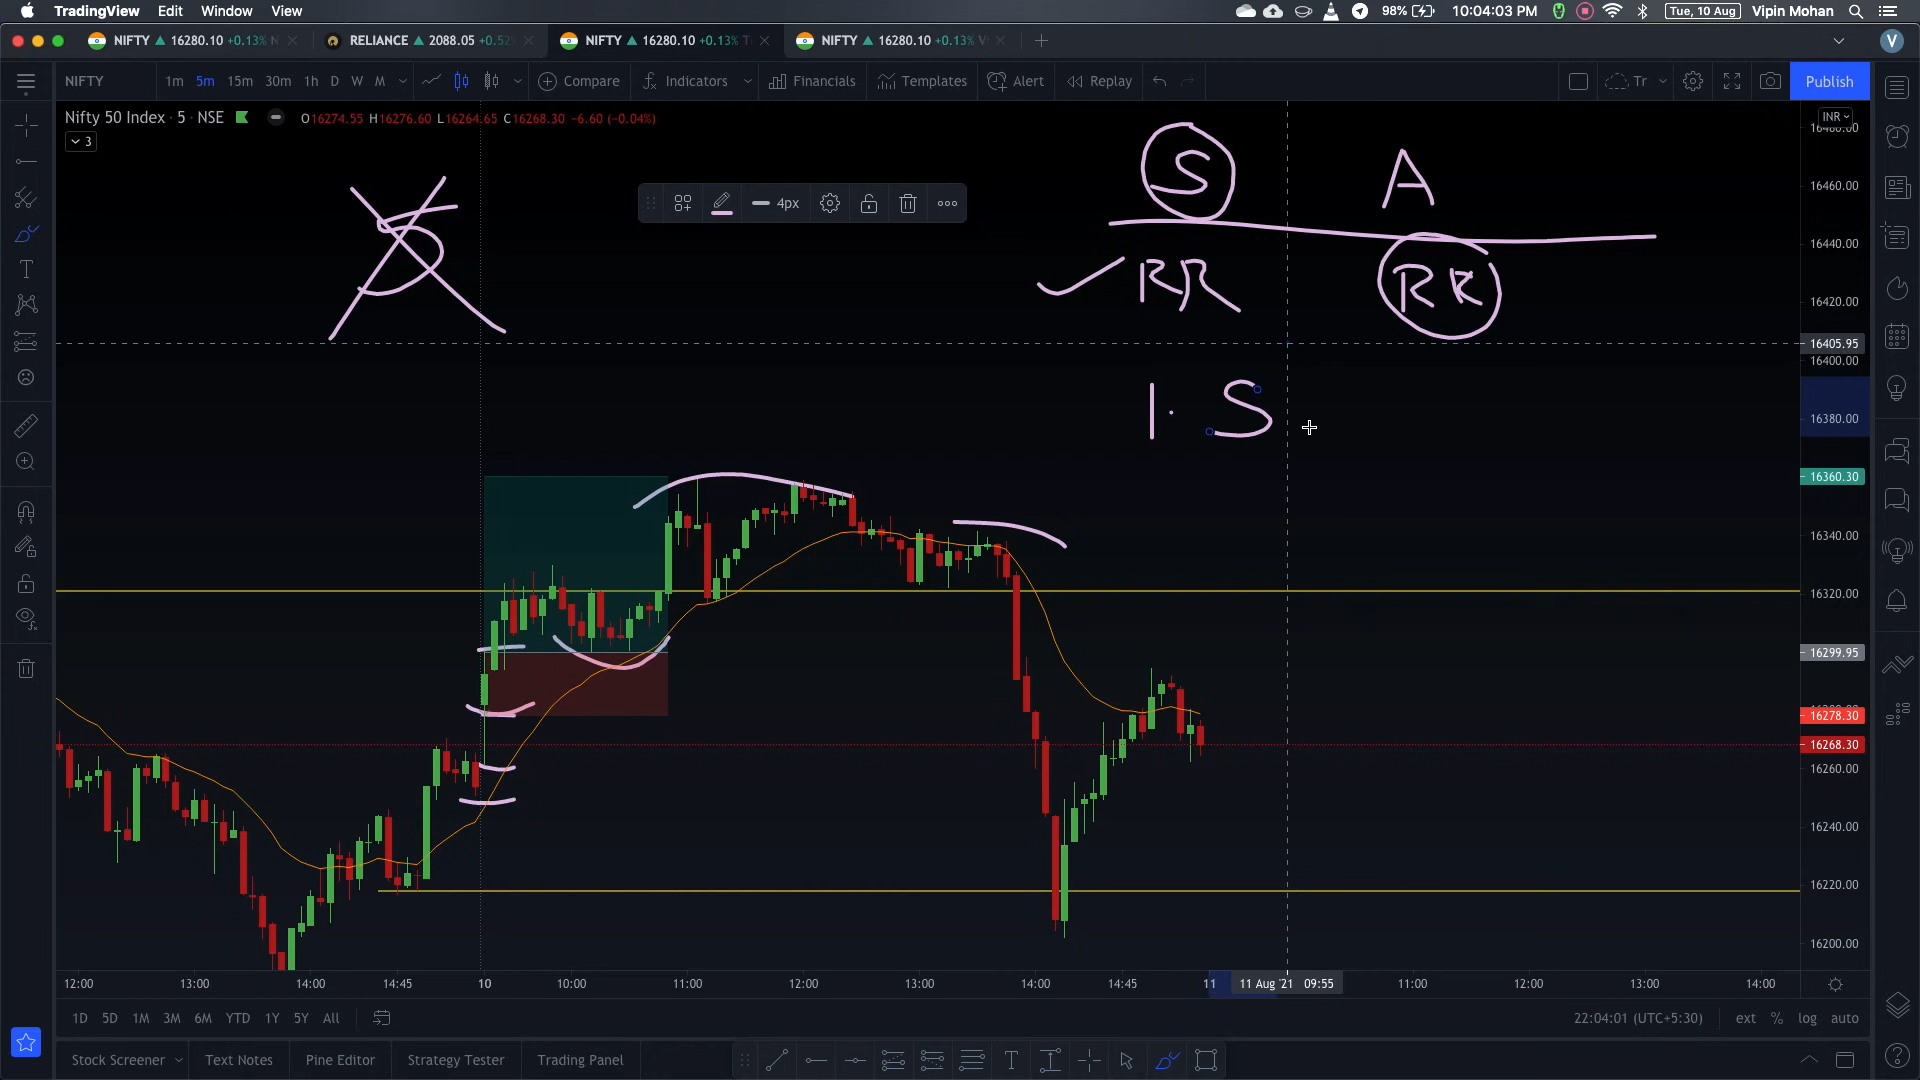 TradingView Edit Window View 98% 10:04:03 PM Tue, 10 Aug Vipin Mohan
NIFTY ▲ 16280.10 +0.13% RELIANCE ▲ 2088.05 +0.52 NIFTY ▲ 16280.10 +0.13% NIFTY ▲ 16280.10 +0.13% V
NIFTY 1m 5m 15m 30m 1h D W M Compare Indicators Financials Templates Alert Replay Tr Publish
Nifty 50 Index · 5 · NSE O16274.55 H16276.60 L16264.65 C16268.30 −6.60 (−0.04%) INR
3
4px
S A
5
RR RR
1. S
16480.00
16460.00
16440.00
16420.00
16405.95
16400.00
16380.00
16360.30
16340.00
16320.00
16299.95
16278.30
16268.30
16260.00
16240.00
16220.00
16200.00
12:00 13:00 14:00 14:45 10 10:00 11:00 12:00 13:00 14:00 14:45 11 11 Aug '21 09:55 11:00 12:00 13:00 14:00
1D 5D 1M 3M 6M YTD 1Y 5Y All 22:04:01 (UTC+5:30) ext % log auto
Stock Screener Text Notes Pine Editor Strategy Tester Trading Panel